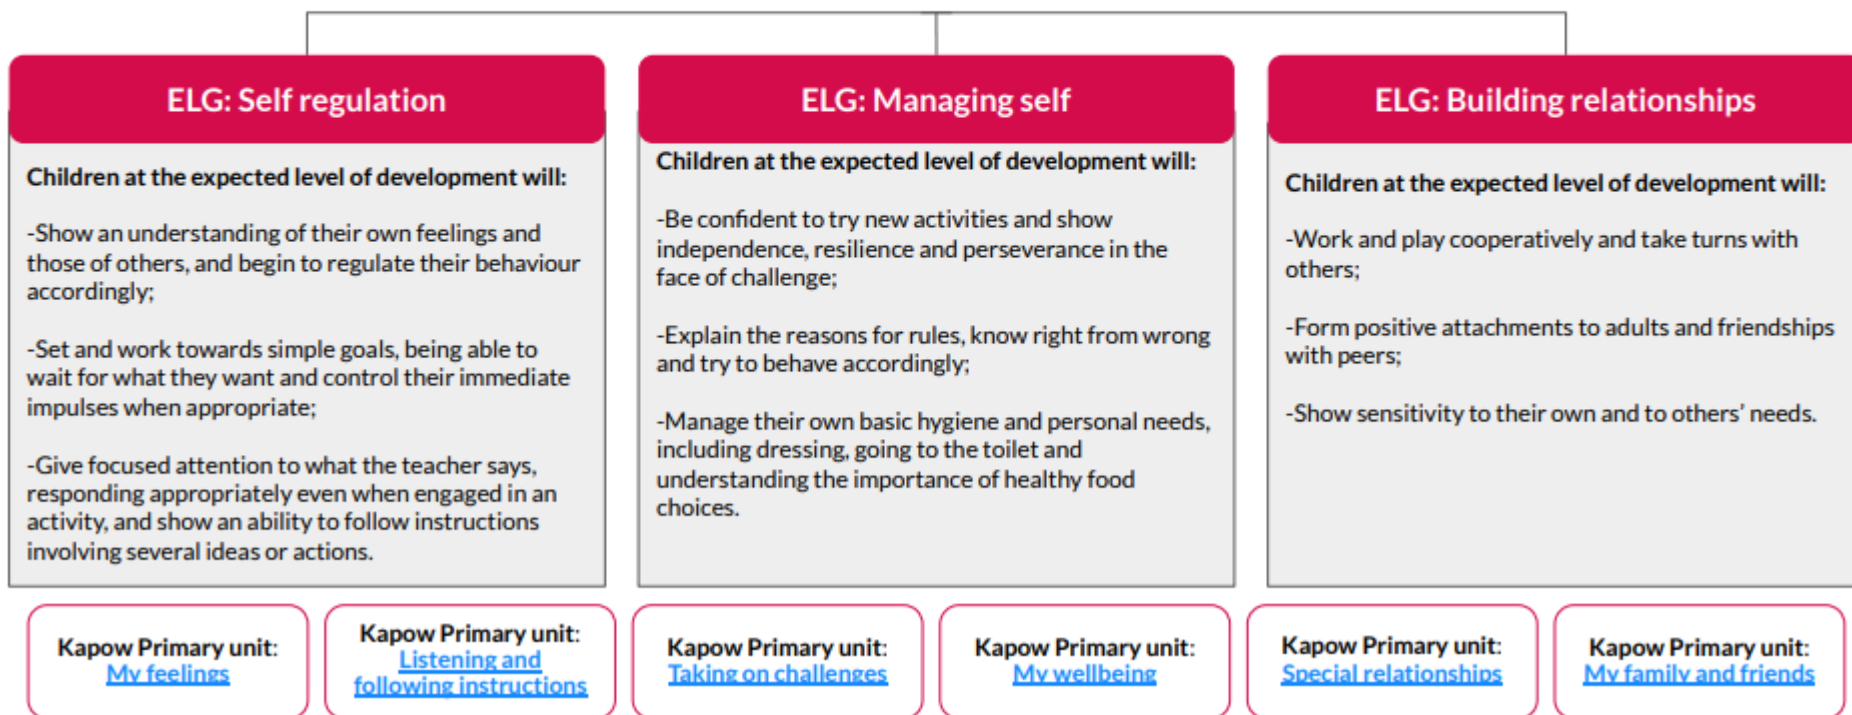 ELG: Self regulation
Children at the expected level of development will:
-Show an understanding of their own feelings and
those of others, and begin to regulate their behaviour
accordingly;
-Set and work towards simple goals, being able to
wait for what they want and control their immediate
impulses when appropriate;
-Give focused attention to what the teacher says,
responding appropriately even when engaged in an
activity, and show an ability to follow instructions
involving several ideas or actions.
ELG: Managing self
Children at the expected level of development will:
-Be confident to try new activities and show
independence, resilience and perseverance in the
face of challenge;
-Explain the reasons for rules, know right from wrong
and try to behave accordingly;
-Manage their own basic hygiene and personal needs,
including dressing, going to the toilet and
understanding the importance of healthy food
choices.
ELG: Building relationships
Children at the expected level of development will:
-Work and play cooperatively and take turns with
others;
-Form positive attachments to adults and friendships
with peers;
-Show sensitivity to their own and to others’ needs.
Kapow Primary unit:
My feelings
Kapow Primary unit:
Listening and
following instructions
Kapow Primary unit:
Taking on challenges
Kapow Primary unit:
My wellbeing
Kapow Primary unit:
Special relationships
Kapow Primary unit:
My family and friends